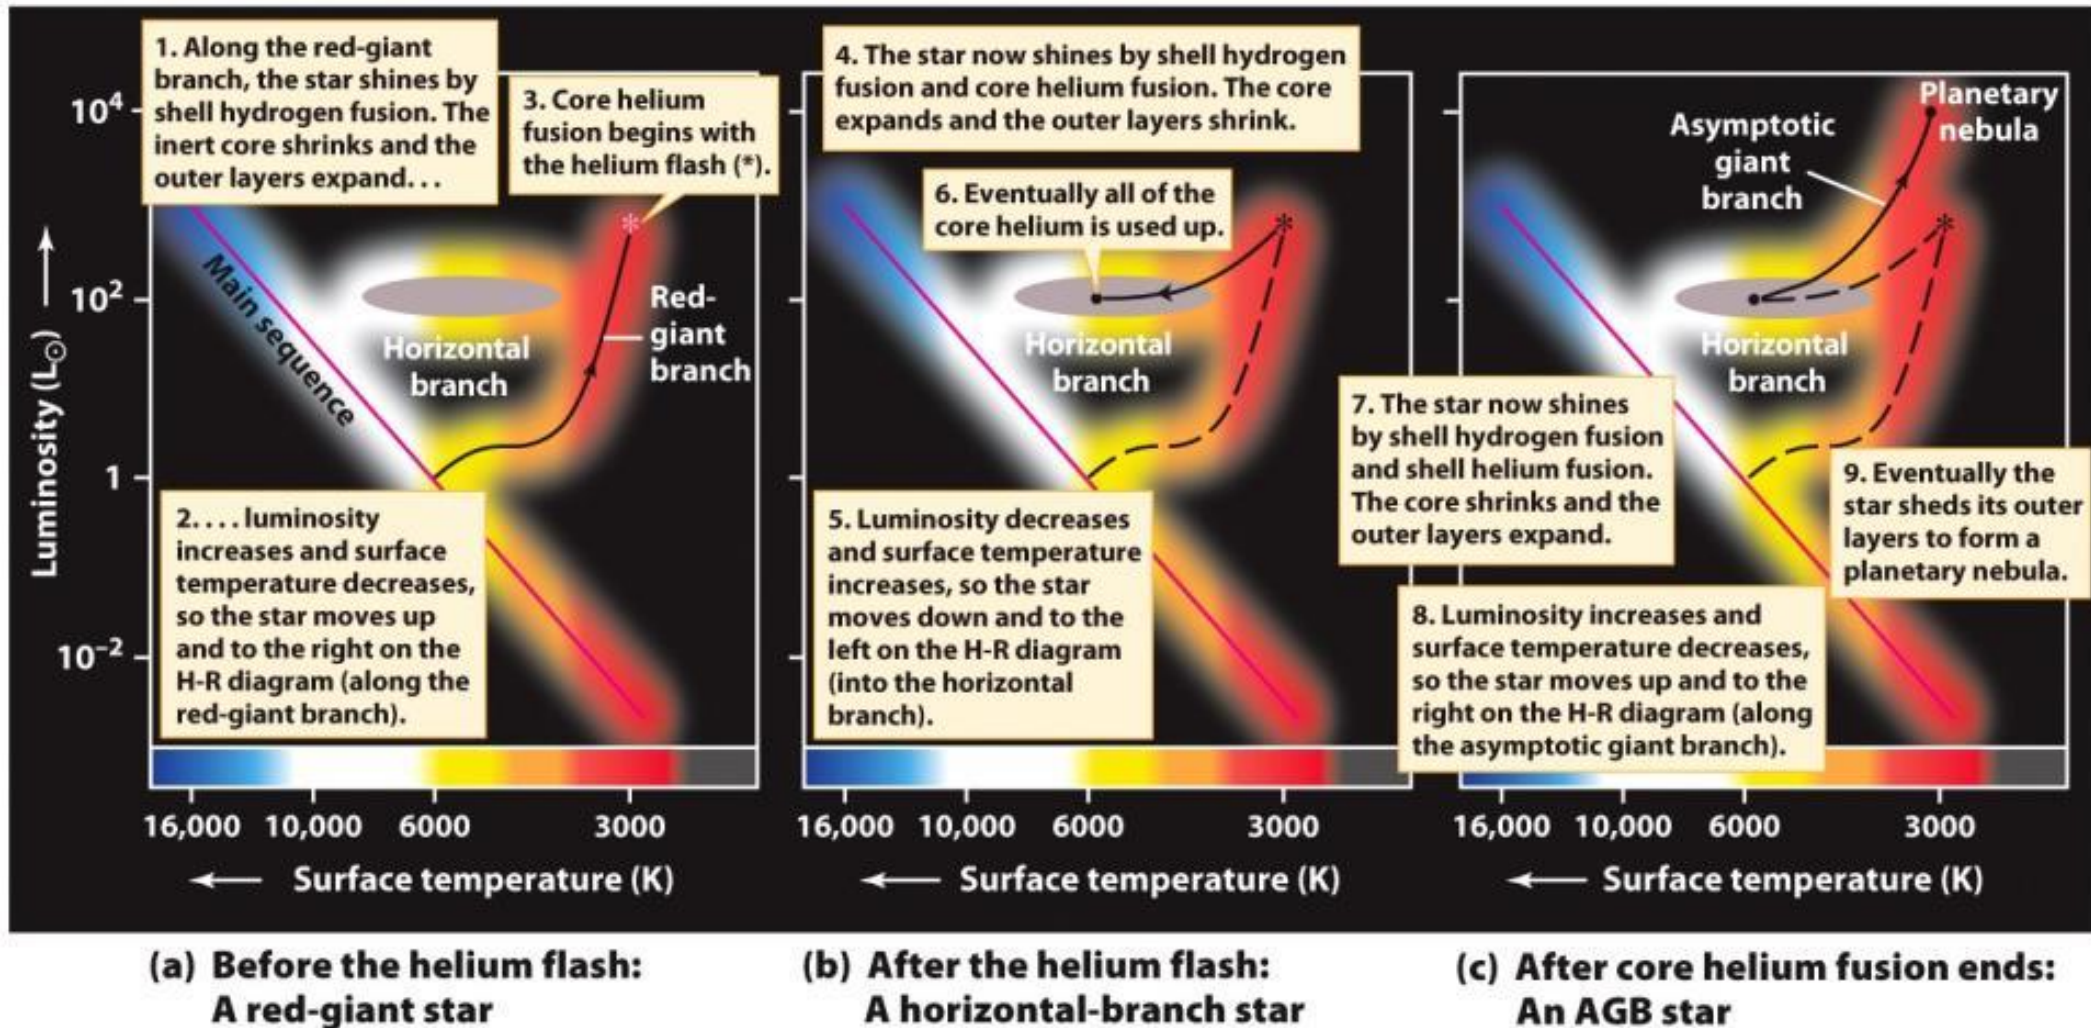 1. Along the red-giant
branch, the star shines by
shell hydrogen fusion. The
inert core shrinks and the
outer layers expand...
3. Core helium
fusion begins with
the helium flash (*).
10⁴
10²
1
10⁻²
Luminosity (L⊙)
Main sequence
*
Horizontal
branch
Red-
giant
branch
2. . . . luminosity
increases and surface
temperature decreases,
so the star moves up
and to the right on the
H-R diagram (along the
red-giant branch).
16,000 10,000 6000 3000
Surface temperature (K)
(a) Before the helium flash:
A red-giant star
4. The star now shines by shell hydrogen
fusion and core helium fusion. The core
expands and the outer layers shrink.
6. Eventually all of the
core helium is used up.
*
Horizontal
branch
5. Luminosity decreases
and surface temperature
increases, so the star
moves down and to the
left on the H-R diagram
(into the horizontal
branch).
16,000 10,000 6000 3000
Surface temperature (K)
(b) After the helium flash:
A horizontal-branch star
Planetary
nebula
Asymptotic
giant
branch
*
Horizontal
branch
7. The star now shines
by shell hydrogen fusion
and shell helium fusion.
The core shrinks and the
outer layers expand.
9. Eventually the
star sheds its outer
layers to form a
planetary nebula.
8. Luminosity increases and
surface temperature decreases,
so the star moves up and to the
right on the H-R diagram (along
the asymptotic giant branch).
16,000 10,000 6000 3000
Surface temperature (K)
(c) After core helium fusion ends:
An AGB star